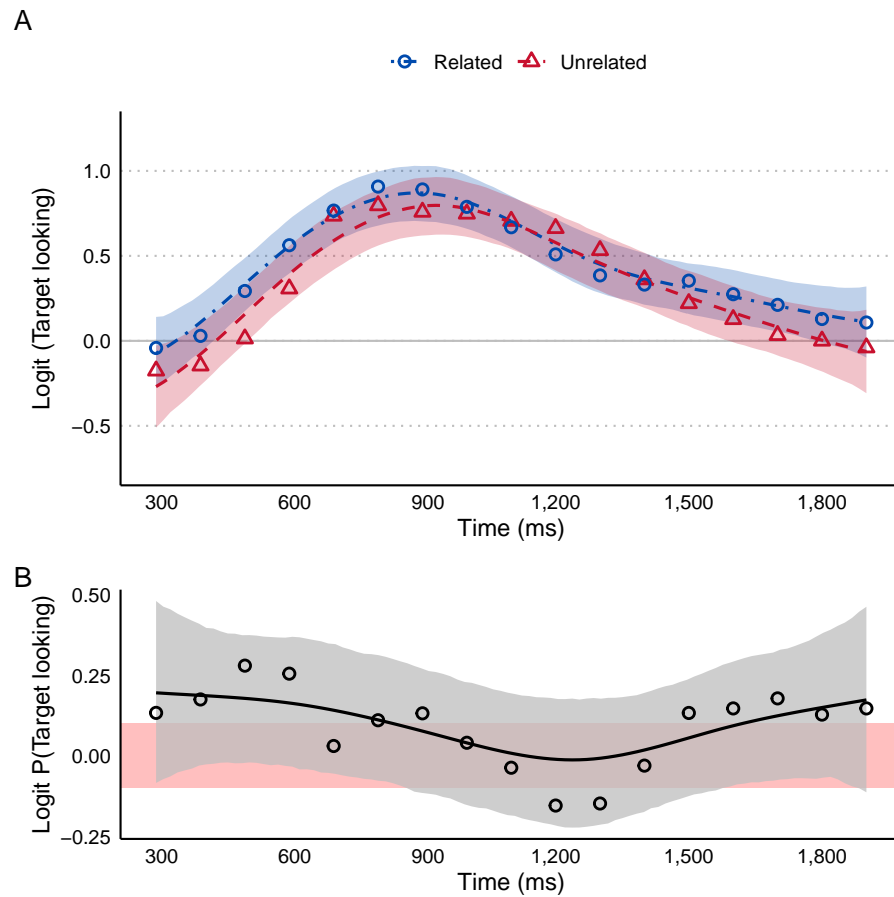 A
Related Unrelated
Logit (Target looking)
1.0
0.5
0.0
−0.5
300 600 900 1,200 1,500 1,800
Time (ms)
B
Logit P(Target looking)
0.50
0.25
0.00
−0.25
300 600 900 1,200 1,500 1,800
Time (ms)